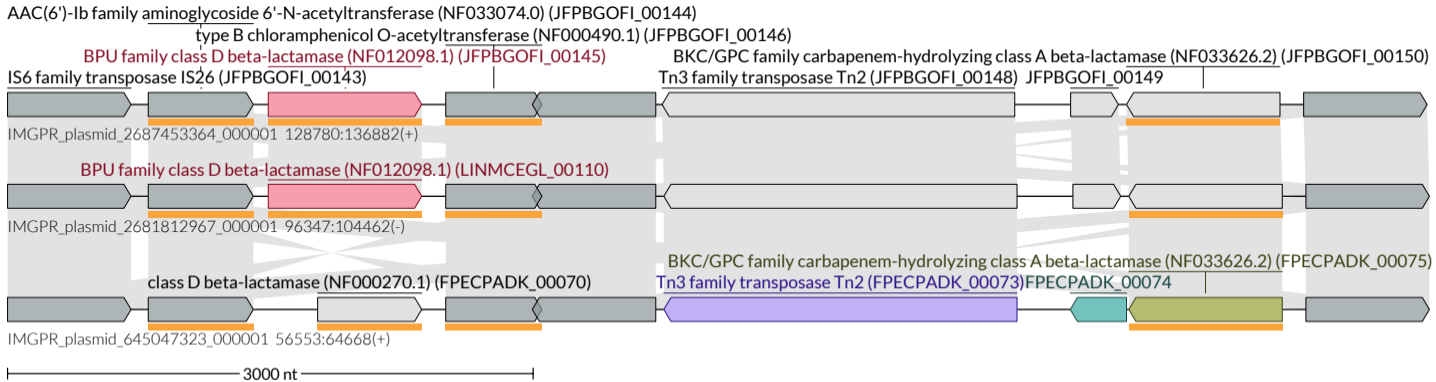 AAC(6')-Ib family aminoglycoside 6'-N-acetyltransferase (NF033074.0) (JFPBGOFI_00144)
type B chloramphenicol O-acetyltransferase (NF000490.1) (JFPBGOFI_00146)
BPU family class D beta-lactamase (NF012098.1) (JFPBGOFI_00145)
BKC/GPC family carbapenem-hydrolyzing class A beta-lactamase (NF033626.2) (JFPBGOFI_00150)
IS6 family transposase IS26 (JFPBGOFI_00143)
Tn3 family transposase Tn2 (JFPBGOFI_00148)
JFPBGOFI_00149
IMGPR_plasmid_2687453364_000001 128780:136882(+)
BPU family class D beta-lactamase (NF012098.1) (LINMCEGL_00110)
IMGPR_plasmid_2681812967_000001 96347:104462(-)
BKC/GPC family carbapenem-hydrolyzing class A beta-lactamase (NF033626.2) (FPECPADK_00075)
class D beta-lactamase (NF000270.1) (FPECPADK_00070)
Tn3 family transposase Tn2 (FPECPADK_00073)
FPECPADK_00074
IMGPR_plasmid_645047323_000001 56553:64668(+)
3000 nt